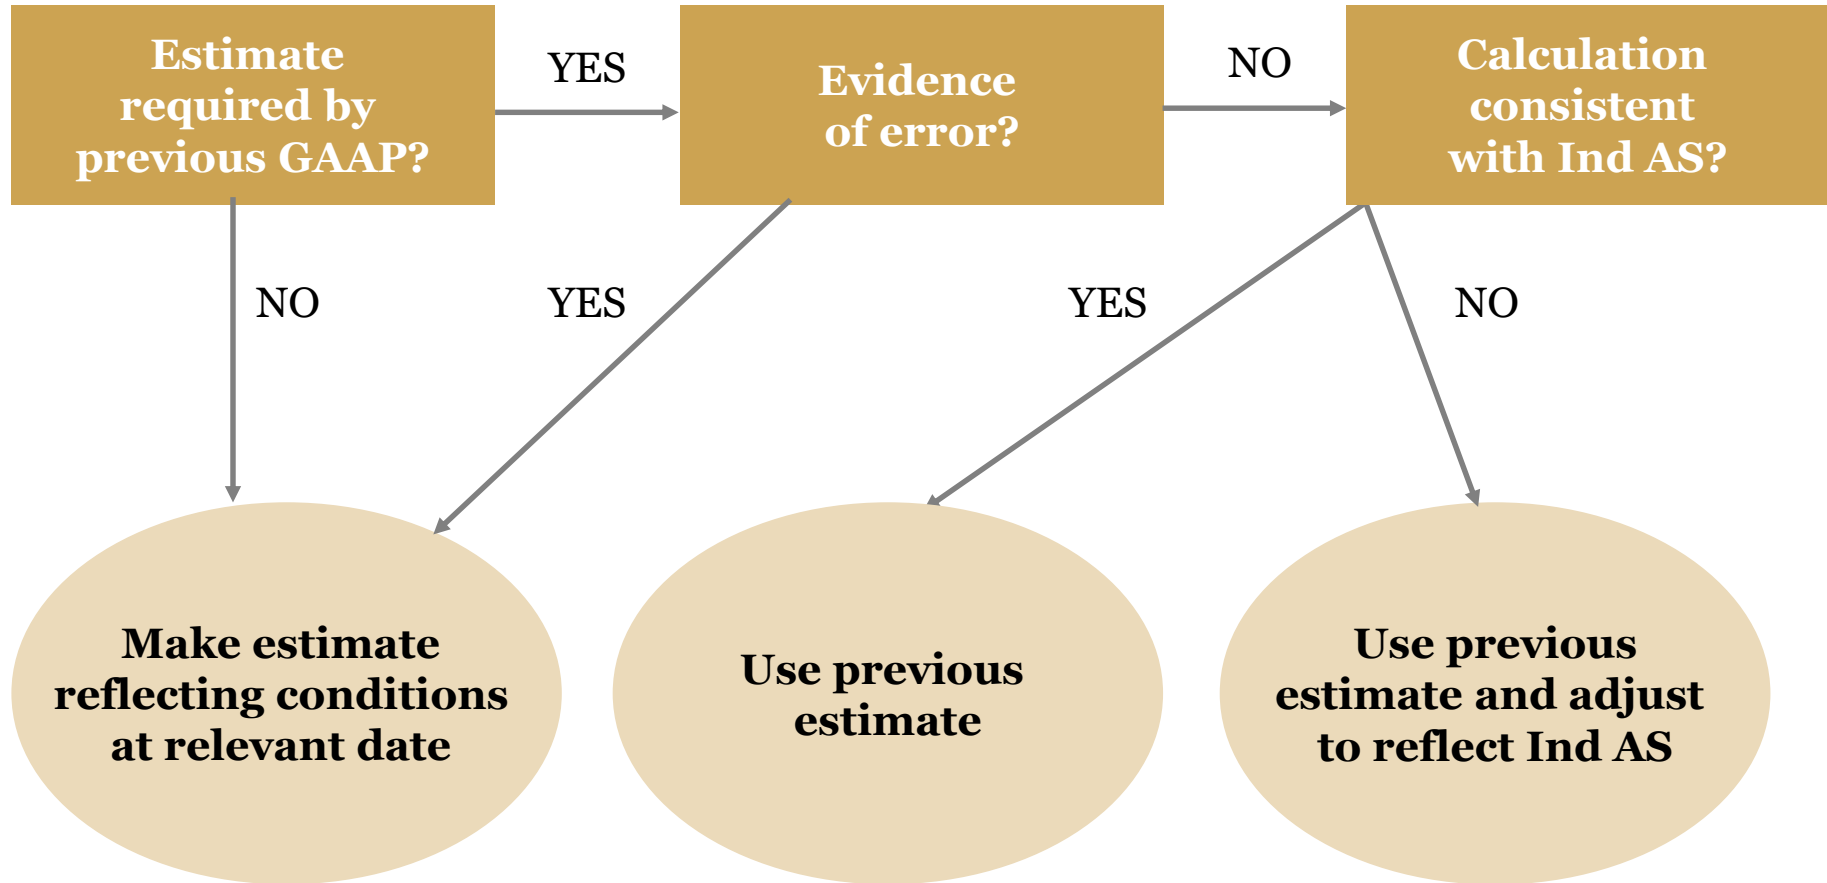 Estimate
required by
previous GAAP?
YES
Evidence
of error?
NO
Calculation
consistent
with Ind AS?
NO
YES
YES
NO
Make estimate
reflecting conditions
at relevant date
Use previous
estimate
Use previous
estimate and adjust
to reflect Ind AS